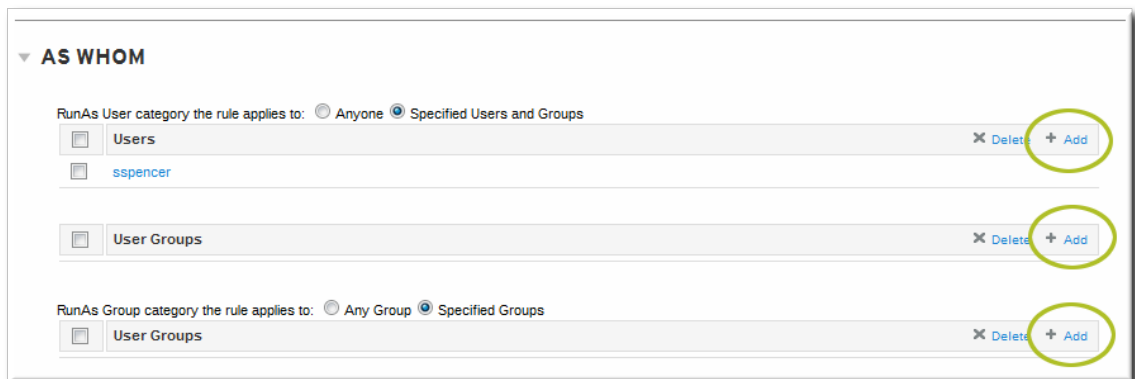 AS WHOM
RunAs User category the rule applies to: Anyone Specified Users and Groups
Users Delete + Add
sspencer
User Groups Delete + Add
RunAs Group category the rule applies to: Any Group Specified Groups
User Groups Delete + Add